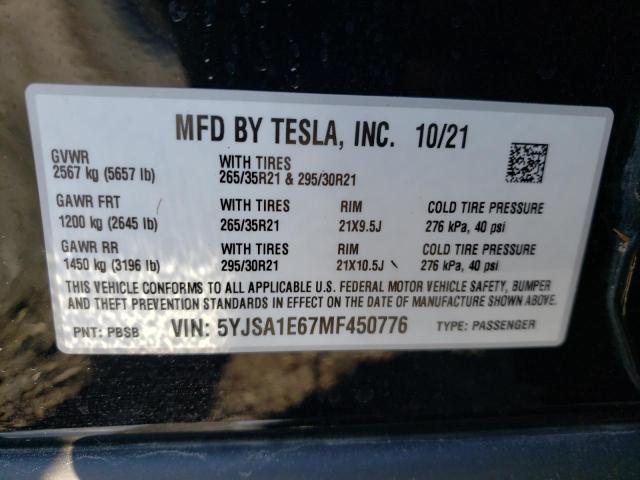 MFD BY TESLA, INC. 10/21
GVWR
2567 kg (5657 lb)
WITH TIRES
265/35R21 & 295/30R21
GAWR FRT
1200 kg (2645 lb)
WITH TIRES
265/35R21
RIM
21X9.5J
COLD TIRE PRESSURE
276 kPa, 40 psi
GAWR RR
1450 kg (3196 lb)
WITH TIRES
295/30R21
RIM
21X10.5J
COLD TIRE PRESSURE
276 kPa, 40 psi
THIS VEHICLE CONFORMS TO ALL APPLICABLE U.S. FEDERAL MOTOR VEHICLE SAFETY, BUMPER
AND THEFT PREVENTION STANDARDS IN EFFECT ON THE DATE OF MANUFACTURE SHOWN ABOVE.
PNT: PBSB VIN: 5YJSA1E67MF450776 TYPE: PASSENGER